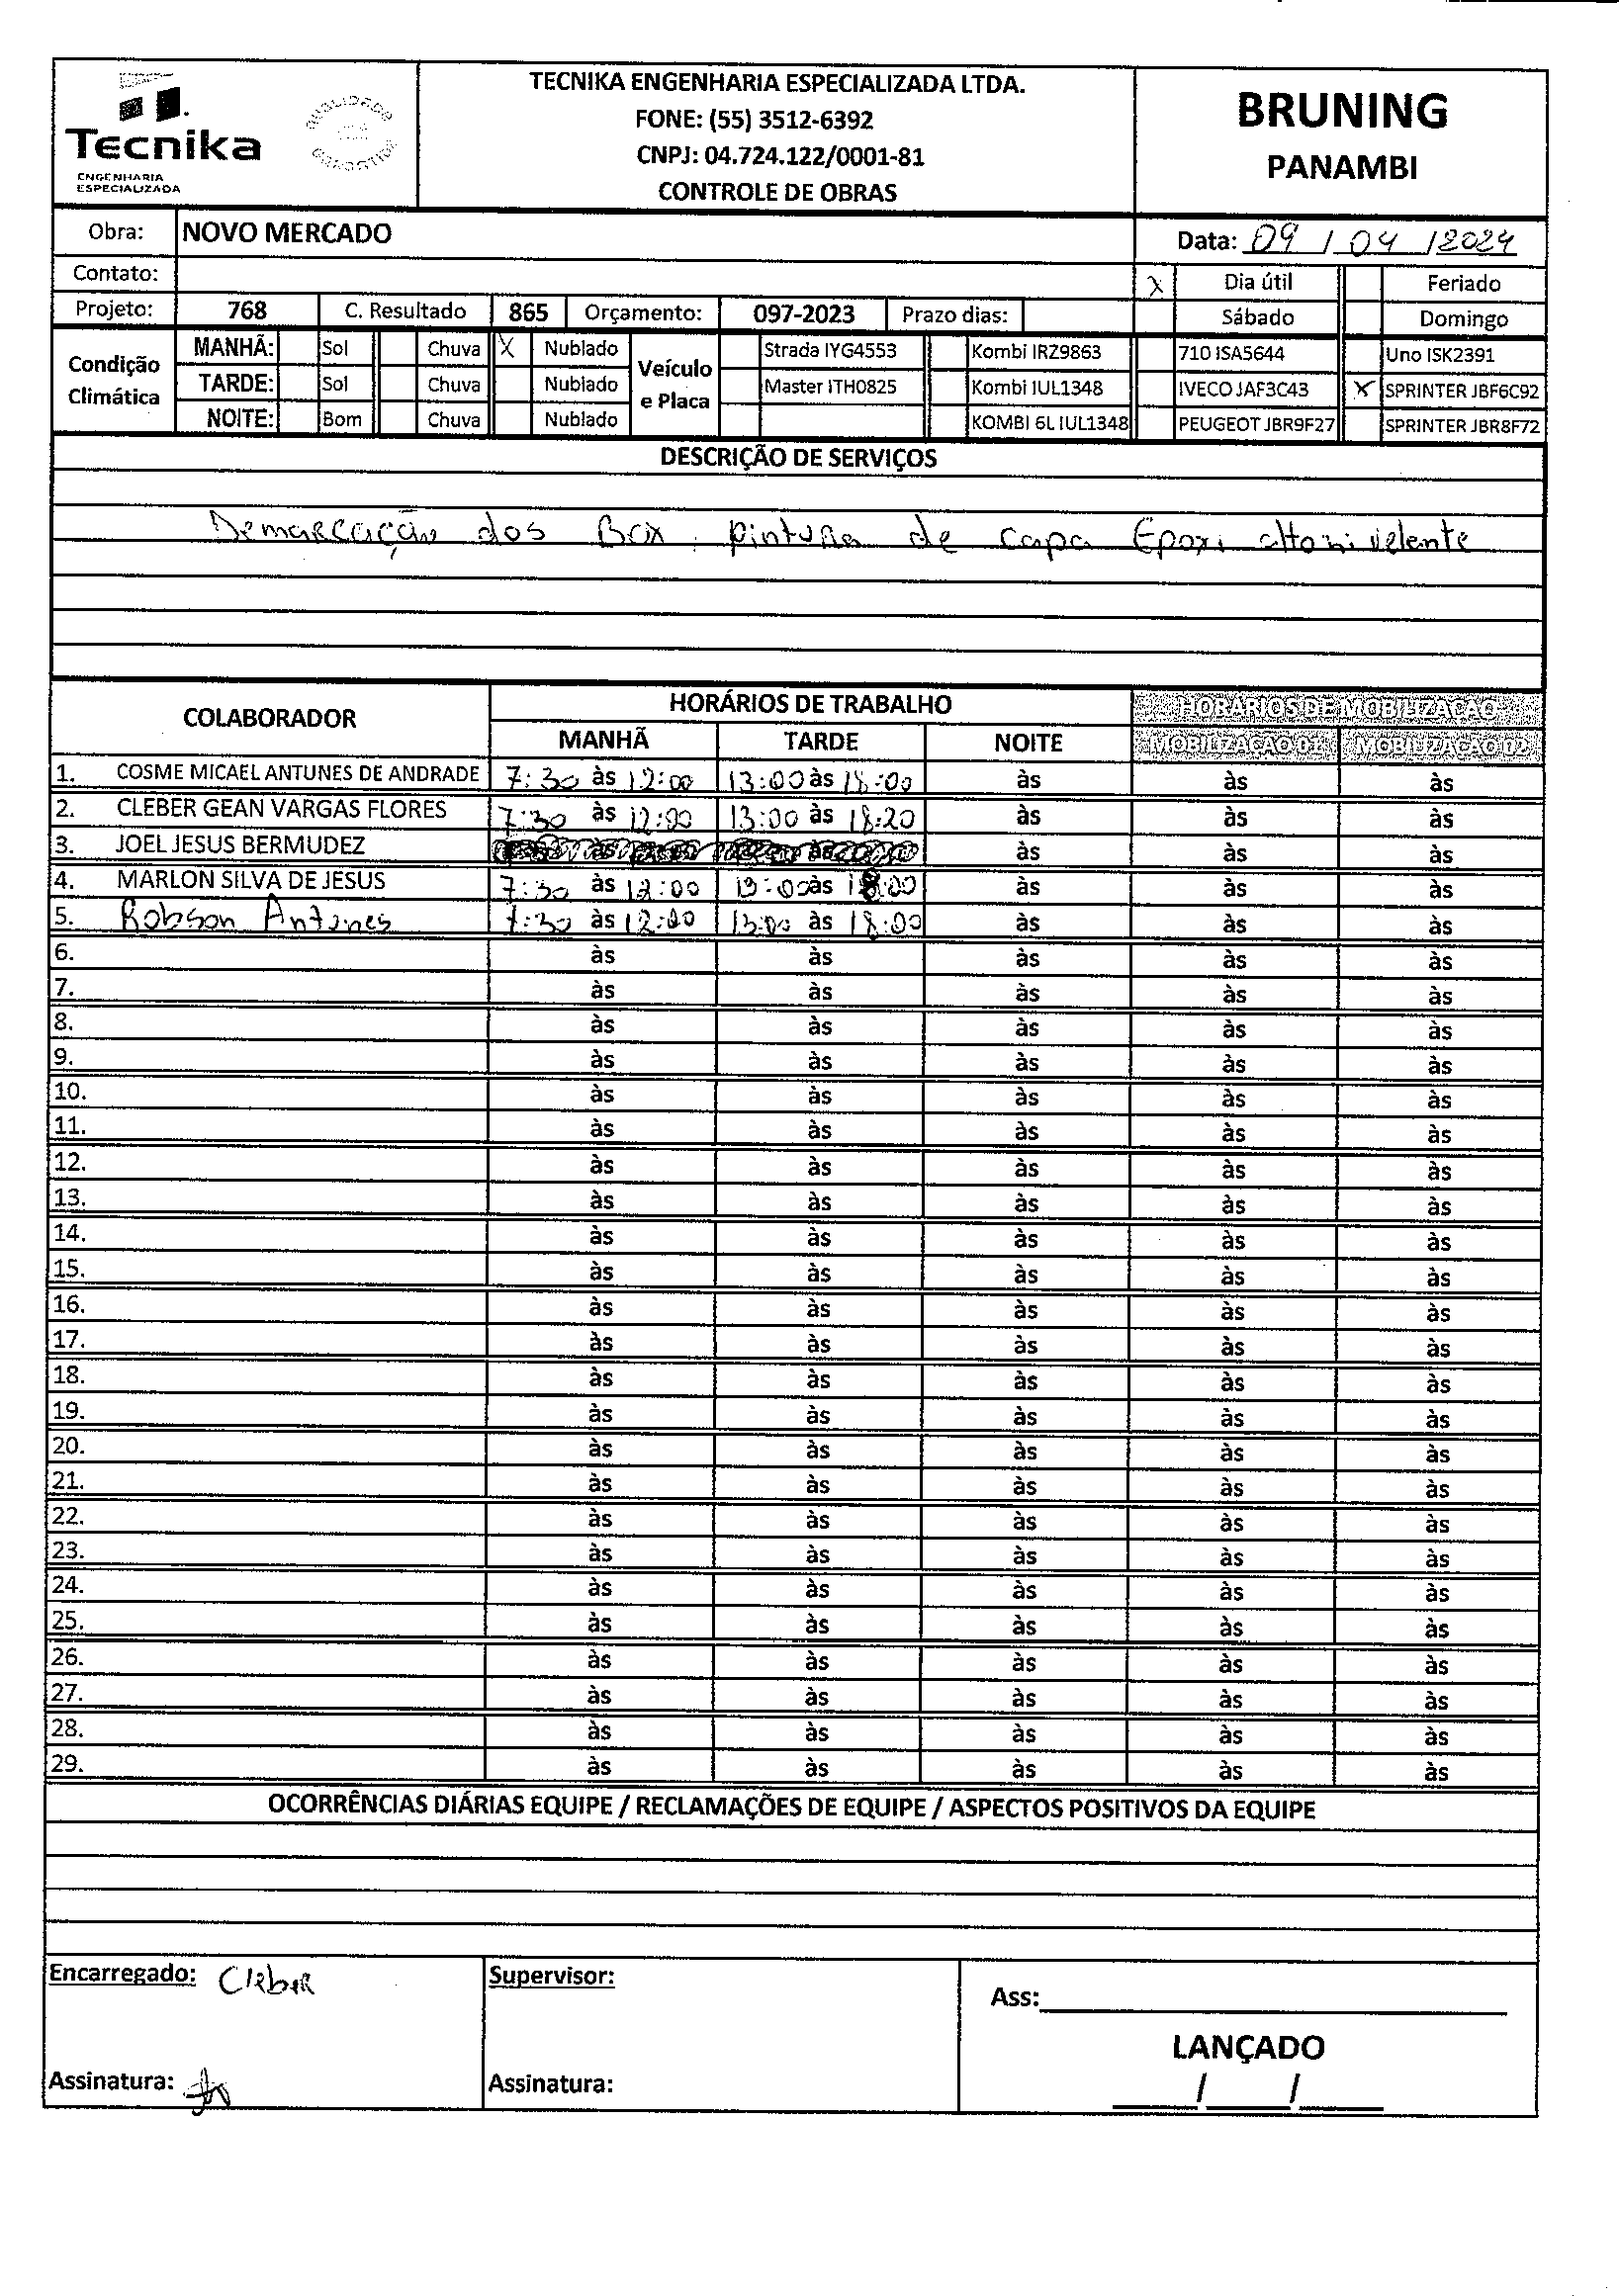 TECNIKA ENGENHARIA ESPECIALIZADA LTDA.
FONE: (55) 3512-6392
CNPJ: 04.724.122/0001-81
CONTROLE DE OBRAS
Tecnika
ENGENHARIA
ESPECIALIZADA
QUALIDADE
BRUNING
PANAMBI
Obra: NOVO MERCADO
Data: 09 / 04 / 2024
Contato:
X Dia útil Feriado
Projeto: 768 C. Resultado 865 Orçamento: 097-2023 Prazo dias: Sábado Domingo
Condição Climática
MANHÃ: Sol Chuva X Nublado
TARDE: Sol Chuva Nublado
NOITE: Bom Chuva Nublado
Veículo e Placa
Strada IYG4553 Kombi IRZ9863 710 ISA5644 Uno ISK2391
Master ITH0825 Kombi IUL1348 IVECO JAF3C43 X SPRINTER JBF6C92
KOMBI 6L IUL1348 PEUGEOT JBR9F27 SPRINTER JBR8F72
DESCRIÇÃO DE SERVIÇOS
Demarcação dos Box, pintura de capa Epoxi altonivelente
COLABORADOR HORÁRIOS DE TRABALHO HORÁRIOS DE MOBILIZAÇÃO
MANHÃ TARDE NOITE MOBILIZAÇÃO 01 MOBILIZAÇÃO 02
1. COSME MICAEL ANTUNES DE ANDRADE 7:30 às 12:00 13:00 às 18:00 às às às
2. CLEBER GEAN VARGAS FLORES 7:30 às 12:00 13:00 às 18:20 às às às
3. JOEL JESUS BERMUDEZ às às às
4. MARLON SILVA DE JESUS 7:30 às 12:00 13:00 às 18:00 às às às
5. Robson Antunes 7:30 às 12:00 13:00 às 18:00 às às às
6. às às às às às
7. às às às às às
8. às às às às às
9. às às às às às
10. às às às às às
11. às às às às às
12. às às às às às
13. às às às às às
14. às às às às às
15. às às às às às
16. às às às às às
17. às às às às às
18. às às às às às
19. às às às às às
20. às às às às às
21. às às às às às
22. às às às às às
23. às às às às às
24. às às às às às
25. às às às às às
26. às às às às às
27. às às às às às
28. às às às às às
29. às às às às às
OCORRÊNCIAS DIÁRIAS EQUIPE / RECLAMAÇÕES DE EQUIPE / ASPECTOS POSITIVOS DA EQUIPE
Encarregado: Cleber
Supervisor:
Ass:
LANÇADO
Assinatura:
Assinatura:
/ /